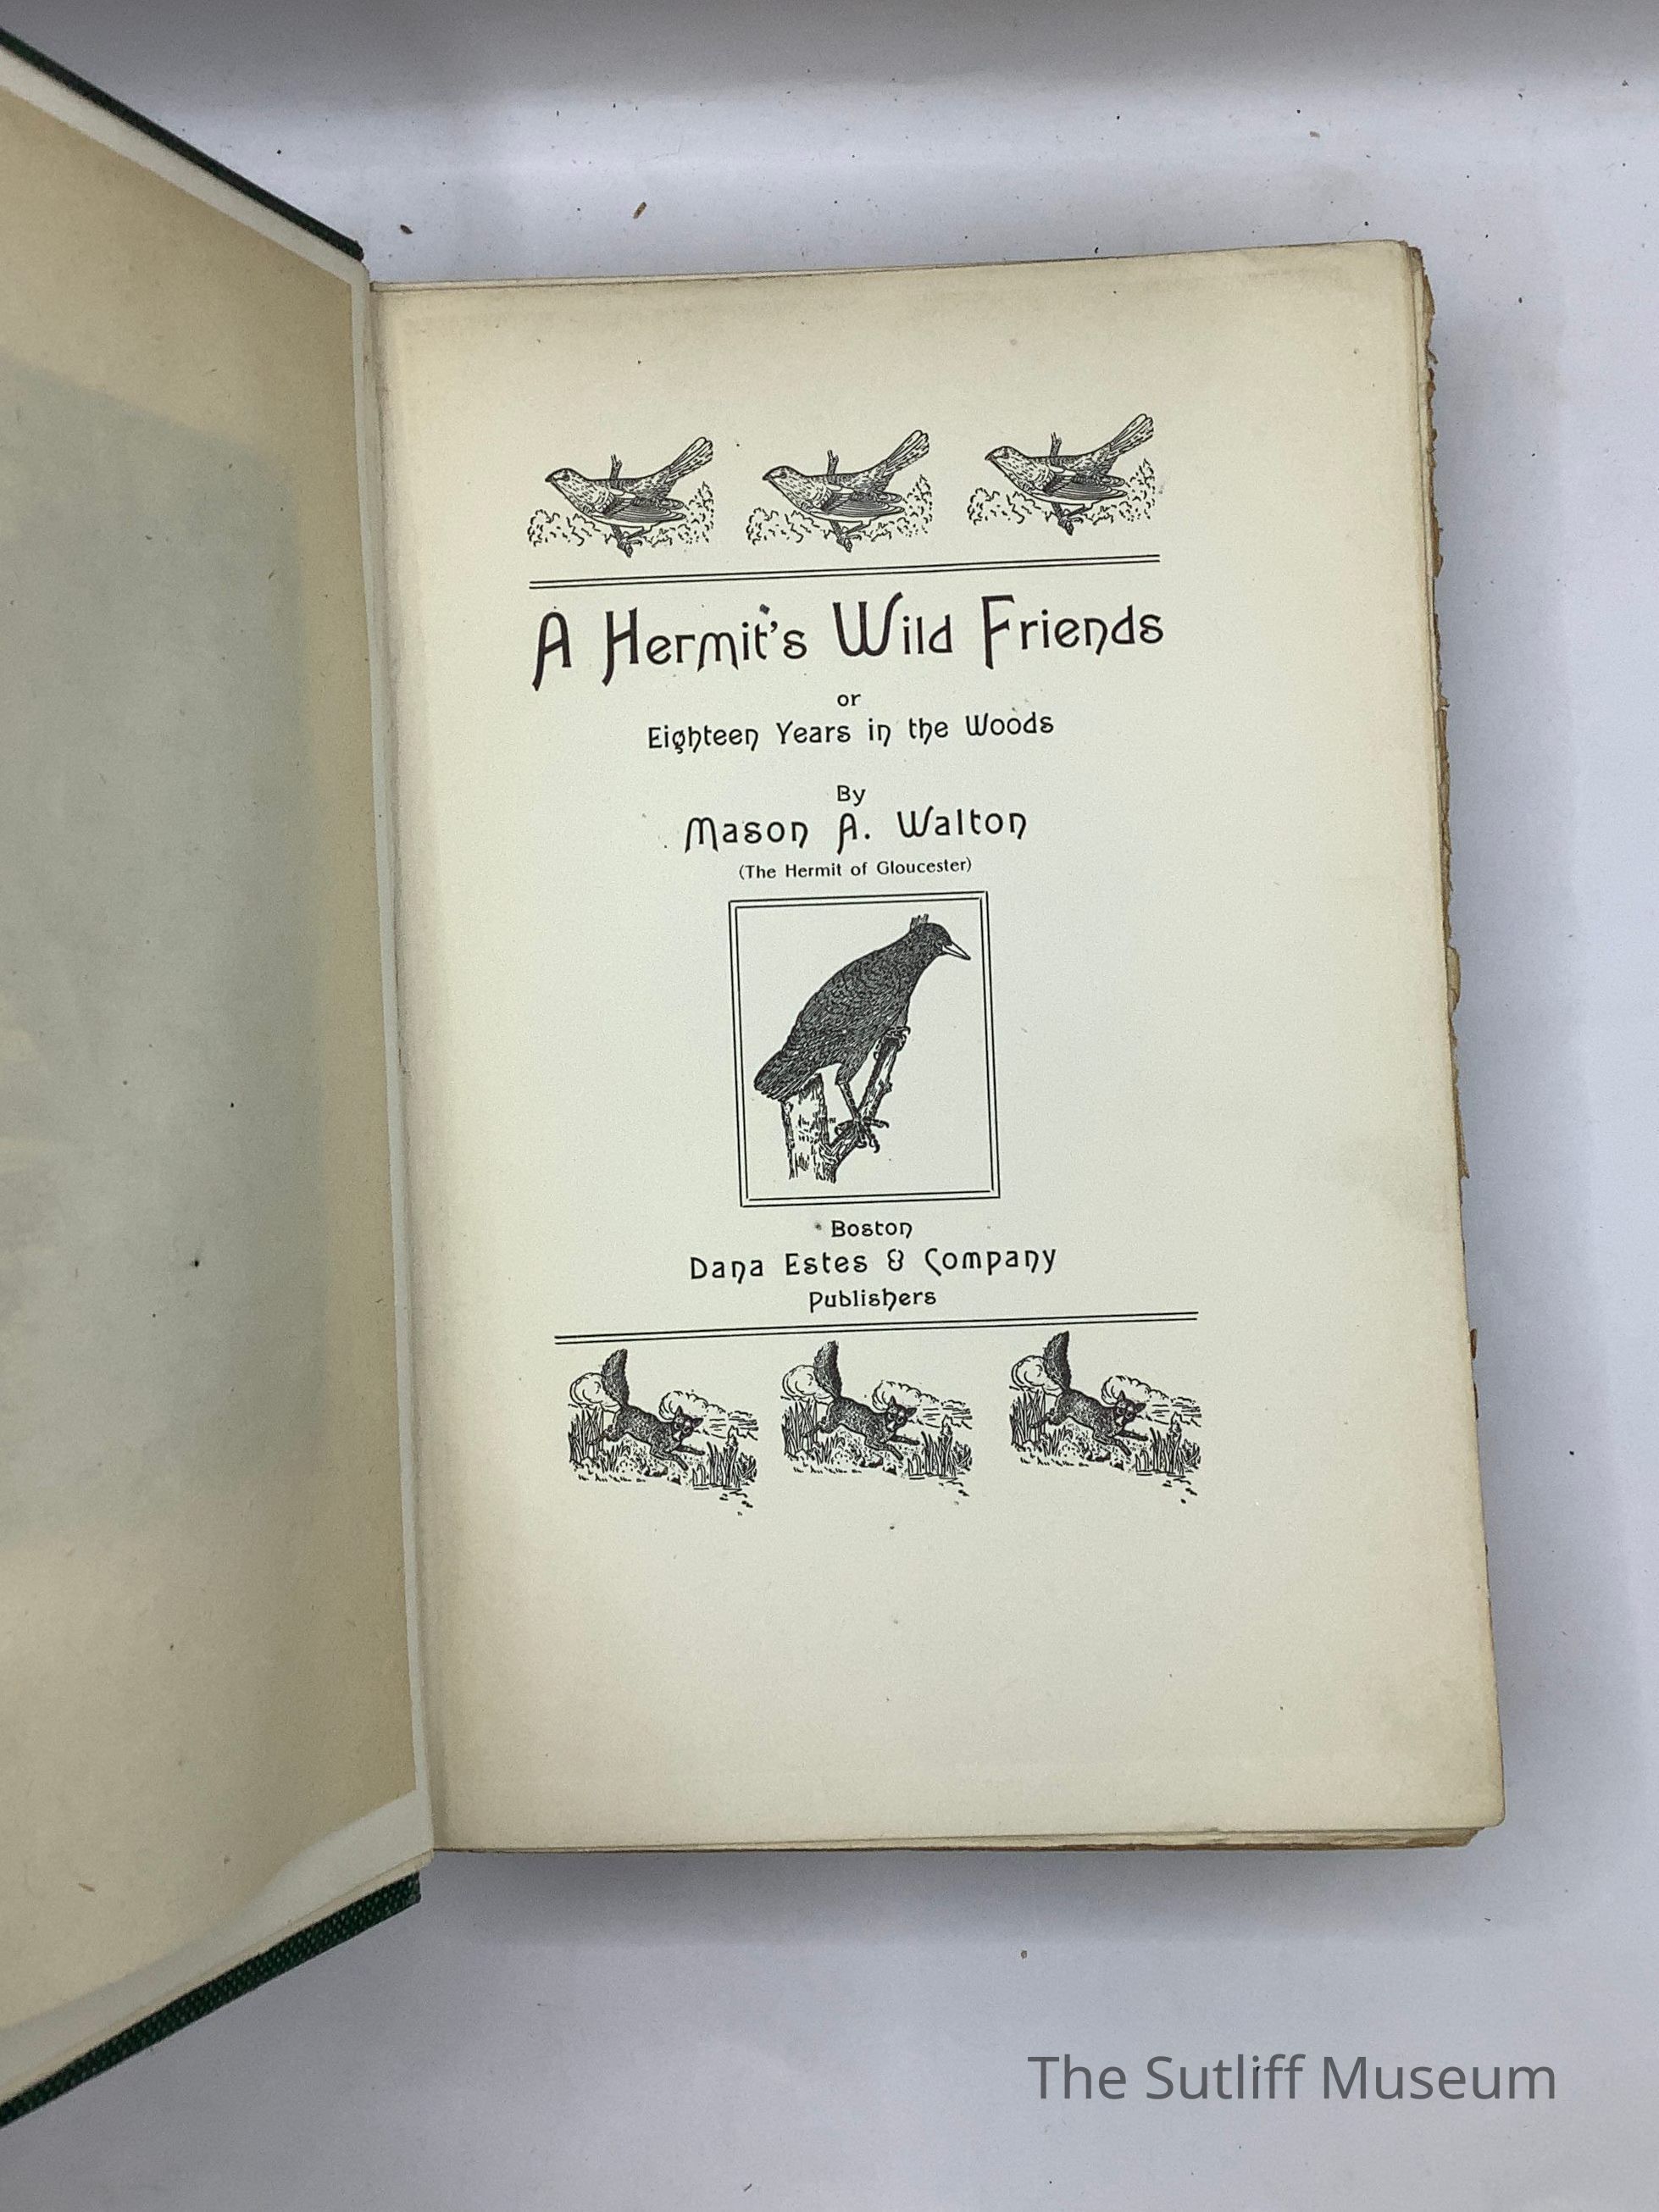 A Hermit's Wild Friends
or
Eighteen Years in the Woods
By
Mason A. Walton
(The Hermit of Gloucester)
Boston
Dana Estes & Company
Publishers
The Sutliff Museum